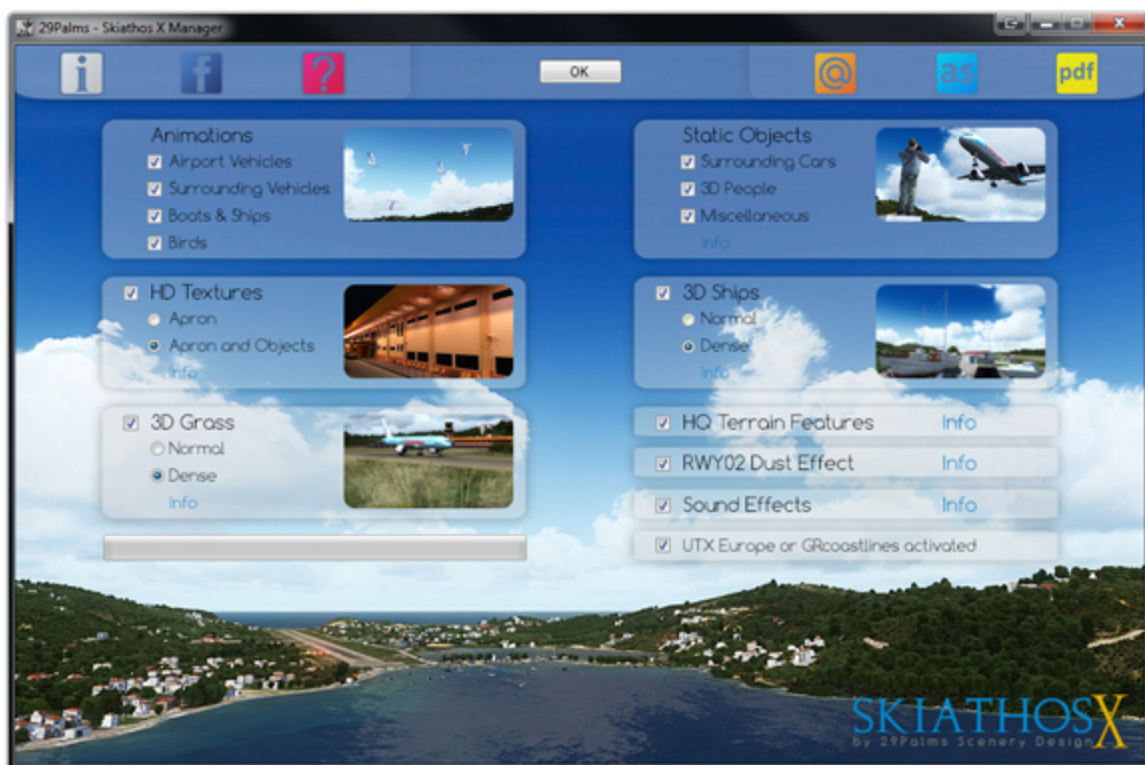 29Palms - Skiathos X Manager
i
f
?
OK
@
as
pdf
Animations
Airport Vehicles
Surrounding Vehicles
Boats & Ships
Birds
HD Textures
Apron
Apron and Objects
Info
3D Grass
Normal
Dense
Info
Static Objects
Surrounding Cars
3D People
Miscellaneous
Info
3D Ships
Normal
Dense
Info
HQ Terrain Features Info
RWY02 Dust Effect Info
Sound Effects Info
UTX Europe or GRcoastlines activated
SKIATHOSX
by 29Palms Scenery Design